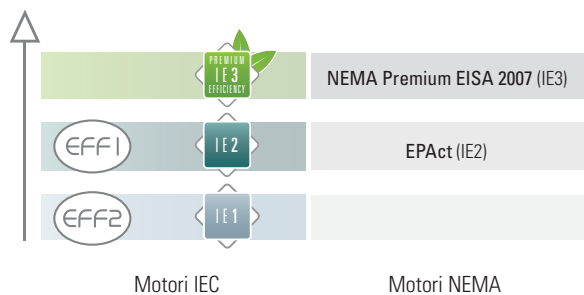 PREMIUM
IE3
EFFICIENCY
NEMA Premium EISA 2007 (IE3)
EFF1
IE2
EPAct (IE2)
EFF2
IE1
Motori IEC
Motori NEMA